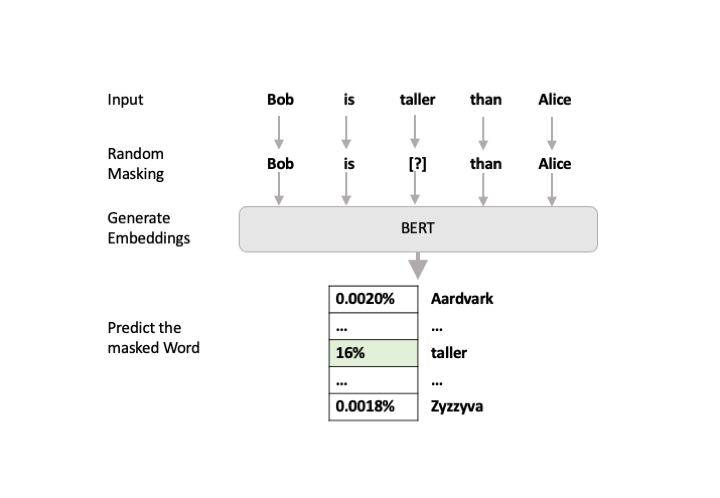 Input Bob is taller than Alice
Random
Masking
Bob is [?] than Alice
Generate
Embeddings
BERT
0.0020% Aardvark
... ...
Predict the
masked Word
16% taller
... ...
0.0018% Zyzzyva